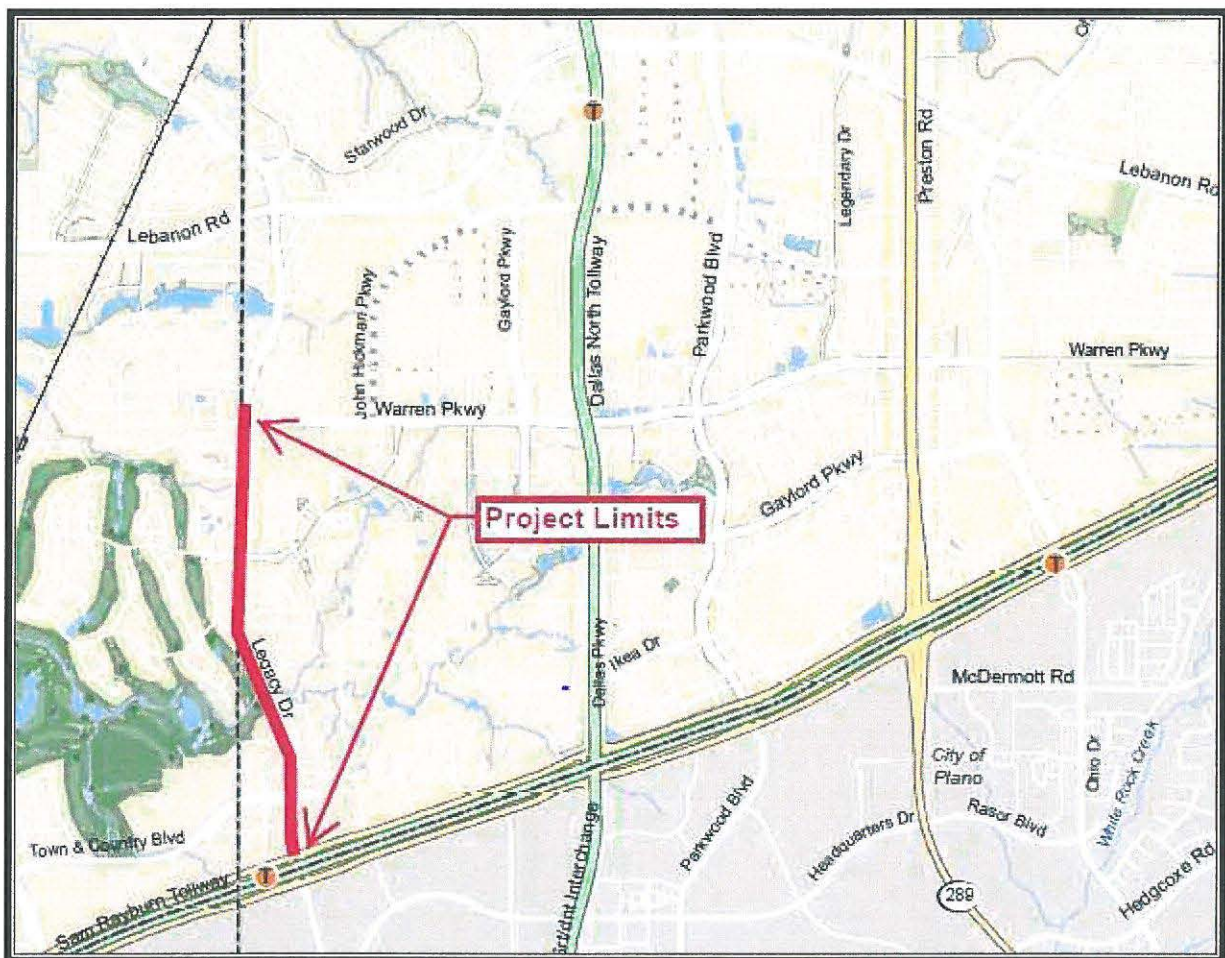 Starwood Dr
T
Legendary Dr
Preston Rd
Lebanon Rd
Lebanon Rd
Gaylord Pkwy
Dallas North Tollway
Parkwood Blvd
John Hickman Pkwy
Warren Pkwy
Warren Pkwy
Gaylord Pkwy
Project Limits
T
Legacy Dr
Dallas Pkwy
Ikea Dr
McDermott Rd
City of
Plano
Ohio Dr
White Rock Creek
Town & Country Blvd
Parkwood Blvd
Headquarters Dr
Rasor Blvd
T
Sam Rayburn Tollway
289
Hedgcoxe Rd
srt/dnt Interchange